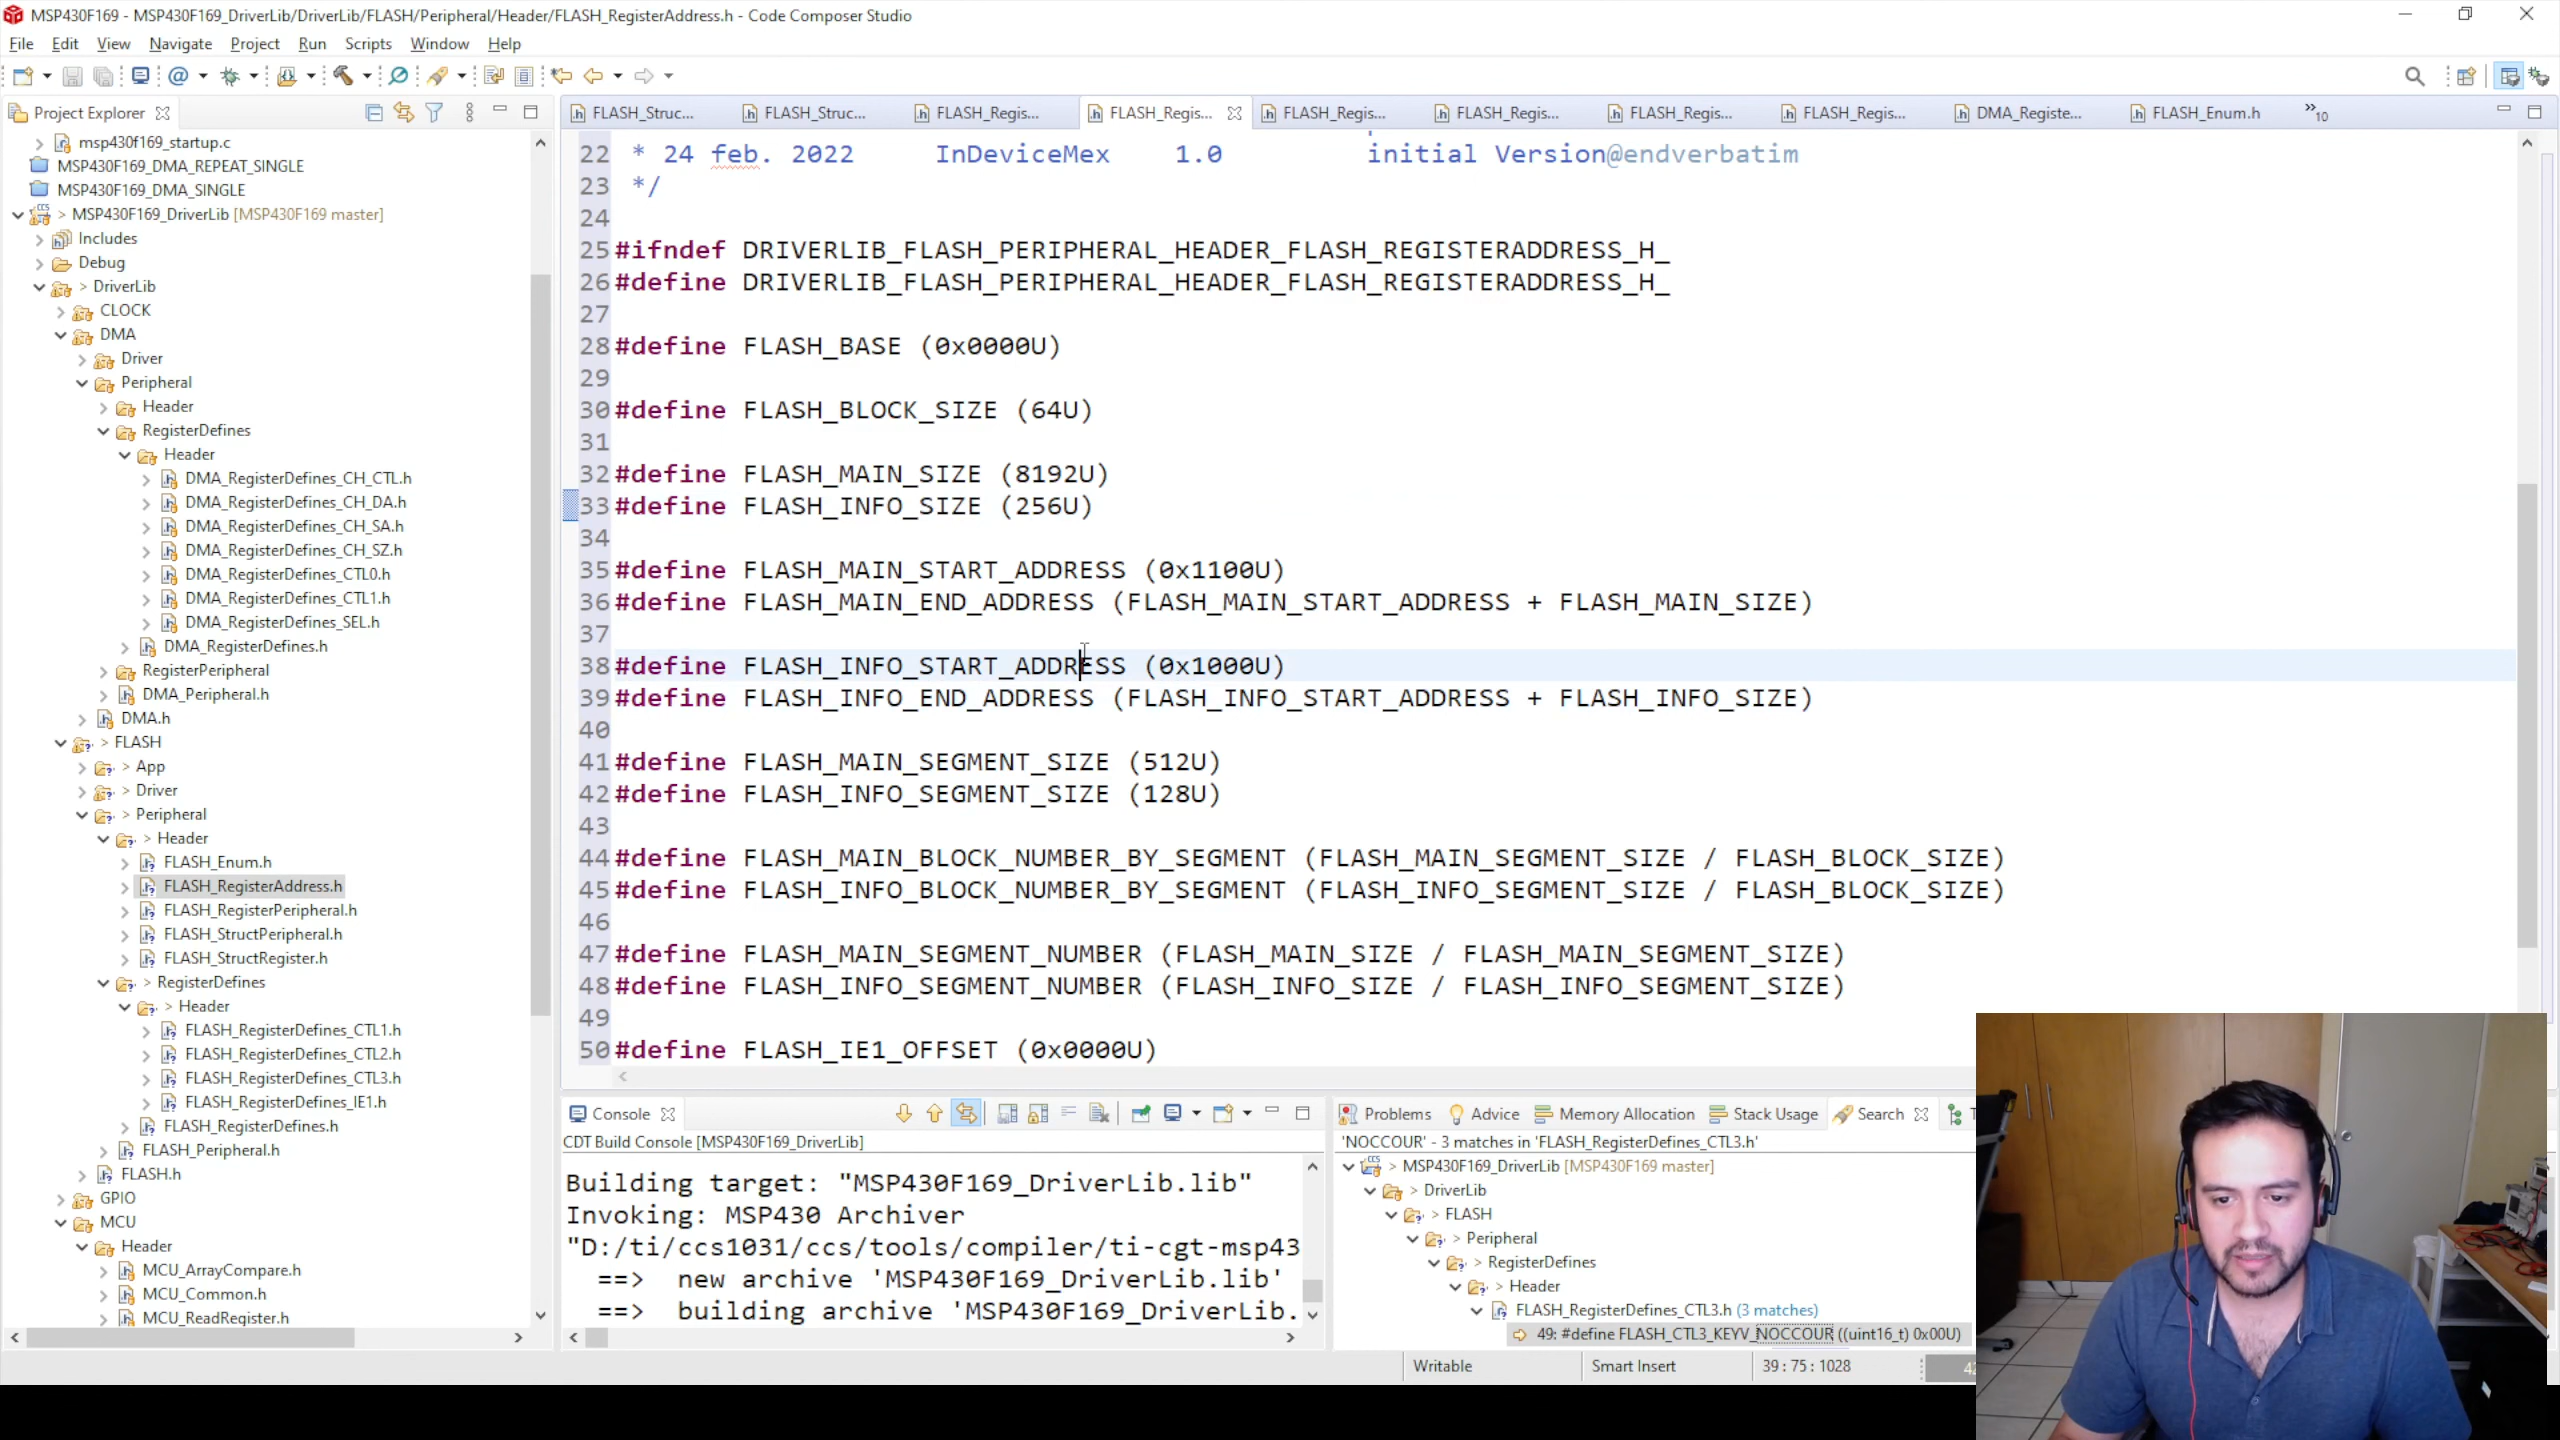 MSP430F169 - MSP430F169_DriverLib/DriverLib/FLASH/Peripheral/Header/FLASH_RegisterAddress.h - Code Composer Studio
File Edit View Navigate Project Run Scripts Window Help
Project Explorer
msp430f169_startup.c
MSP430F169_DMA_REPEAT_SINGLE
MSP430F169_DMA_SINGLE
> MSP430F169_DriverLib [MSP430F169 master]
Includes
Debug
> DriverLib
CLOCK
DMA
Driver
Peripheral
Header
RegisterDefines
Header
DMA_RegisterDefines_CH_CTL.h
DMA_RegisterDefines_CH_DA.h
DMA_RegisterDefines_CH_SA.h
DMA_RegisterDefines_CH_SZ.h
DMA_RegisterDefines_CTL0.h
DMA_RegisterDefines_CTL1.h
DMA_RegisterDefines_SEL.h
DMA_RegisterDefines.h
RegisterPeripheral
DMA_Peripheral.h
DMA.h
> FLASH
> App
> Driver
> Peripheral
> Header
FLASH_Enum.h
FLASH_RegisterAddress.h
FLASH_RegisterPeripheral.h
FLASH_StructPeripheral.h
FLASH_StructRegister.h
> RegisterDefines
> Header
FLASH_RegisterDefines_CTL1.h
FLASH_RegisterDefines_CTL2.h
FLASH_RegisterDefines_CTL3.h
FLASH_RegisterDefines_IE1.h
FLASH_RegisterDefines.h
FLASH_Peripheral.h
FLASH.h
GPIO
MCU
Header
MCU_ArrayCompare.h
MCU_Common.h
MCU_ReadRegister.h
FLASH_Struc... FLASH_Struc... FLASH_Regis... FLASH_Regis... FLASH_Regis... FLASH_Regis... FLASH_Regis... FLASH_Regis... DMA_Registe... FLASH_Enum.h »10
22 * 24 feb. 2022 InDeviceMex 1.0 initial Version@endverbatim
23 */
24
25 #ifndef DRIVERLIB_FLASH_PERIPHERAL_HEADER_FLASH_REGISTERADDRESS_H_
26 #define DRIVERLIB_FLASH_PERIPHERAL_HEADER_FLASH_REGISTERADDRESS_H_
27
28 #define FLASH_BASE (0x0000U)
29
30 #define FLASH_BLOCK_SIZE (64U)
31
32 #define FLASH_MAIN_SIZE (8192U)
33 #define FLASH_INFO_SIZE (256U)
34
35 #define FLASH_MAIN_START_ADDRESS (0x1100U)
36 #define FLASH_MAIN_END_ADDRESS (FLASH_MAIN_START_ADDRESS + FLASH_MAIN_SIZE)
37
38 #define FLASH_INFO_START_ADDRESS (0x1000U)
39 #define FLASH_INFO_END_ADDRESS (FLASH_INFO_START_ADDRESS + FLASH_INFO_SIZE)
40
41 #define FLASH_MAIN_SEGMENT_SIZE (512U)
42 #define FLASH_INFO_SEGMENT_SIZE (128U)
43
44 #define FLASH_MAIN_BLOCK_NUMBER_BY_SEGMENT (FLASH_MAIN_SEGMENT_SIZE / FLASH_BLOCK_SIZE)
45 #define FLASH_INFO_BLOCK_NUMBER_BY_SEGMENT (FLASH_INFO_SEGMENT_SIZE / FLASH_BLOCK_SIZE)
46
47 #define FLASH_MAIN_SEGMENT_NUMBER (FLASH_MAIN_SIZE / FLASH_MAIN_SEGMENT_SIZE)
48 #define FLASH_INFO_SEGMENT_NUMBER (FLASH_INFO_SIZE / FLASH_INFO_SEGMENT_SIZE)
49
50 #define FLASH_IE1_OFFSET (0x0000U)
Console
CDT Build Console [MSP430F169_DriverLib]
Building target: "MSP430F169_DriverLib.lib"
Invoking: MSP430 Archiver
"D:/ti/ccs1031/ccs/tools/compiler/ti-cgt-msp43
==> new archive 'MSP430F169_DriverLib.lib'
==> building archive 'MSP430F169_DriverLib.
Problems Advice Memory Allocation Stack Usage Search
'NOCCOUR' - 3 matches in 'FLASH_RegisterDefines_CTL3.h'
> MSP430F169_DriverLib [MSP430F169 master]
> DriverLib
> FLASH
> Peripheral
> RegisterDefines
> Header
FLASH_RegisterDefines_CTL3.h (3 matches)
49: #define FLASH_CTL3_KEYV_NOCCOUR ((uint16_t) 0x00U)
Writable Smart Insert 39 : 75 : 1028